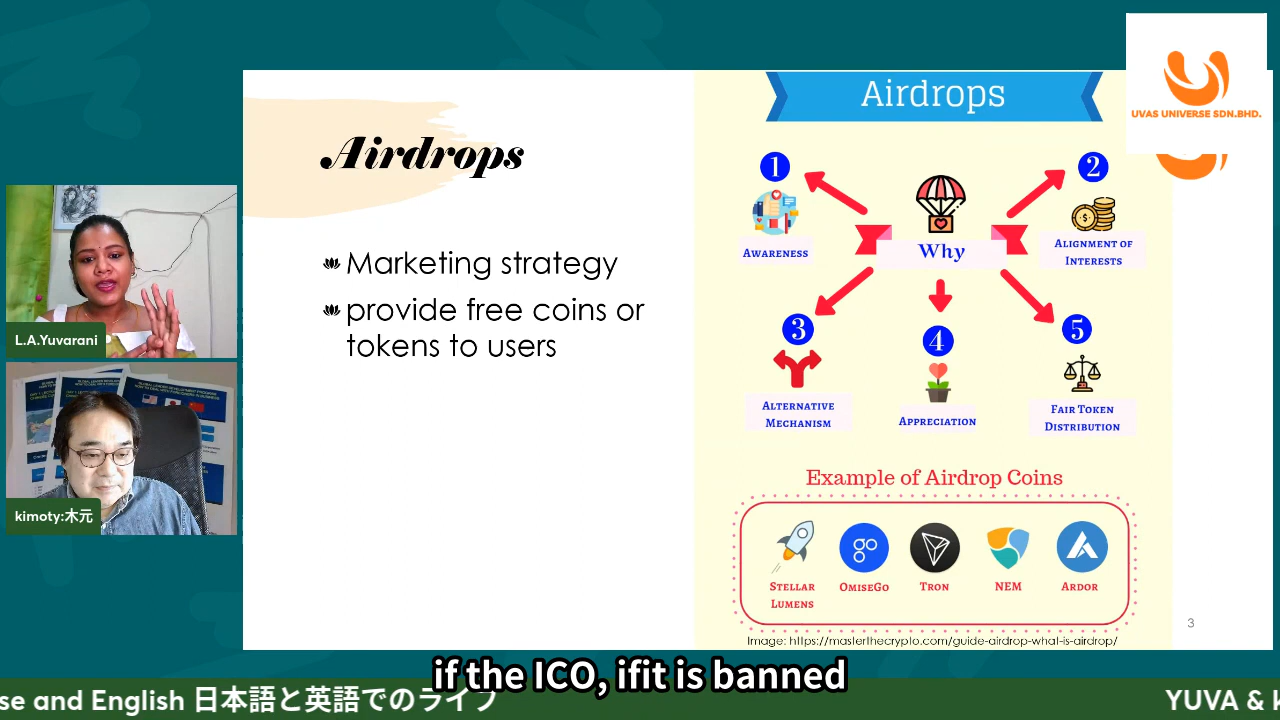 Airdrops
Marketing strategy
provide free coins or
tokens to users
Airdrops
1
2
Why
AWARENESS
ALIGNMENT OF
INTERESTS
3
4
5
ALTERNATIVE
MECHANISM
APPRECIATION
FAIR TOKEN
DISTRIBUTION
Example of Airdrop Coins
STELLAR
LUMENS
OMISEGO
TRON
NEM
ARDOR
Image: https://masterthecrypto.com/guide-airdrop-what-is-airdrop/
3
UVAS UNIVERSE SDN.BHD.
L.A.Yuvarani
kimoty:木元
if the ICO, ifit is banned
se and English 日本語と英語でのライブ
YUVA & K